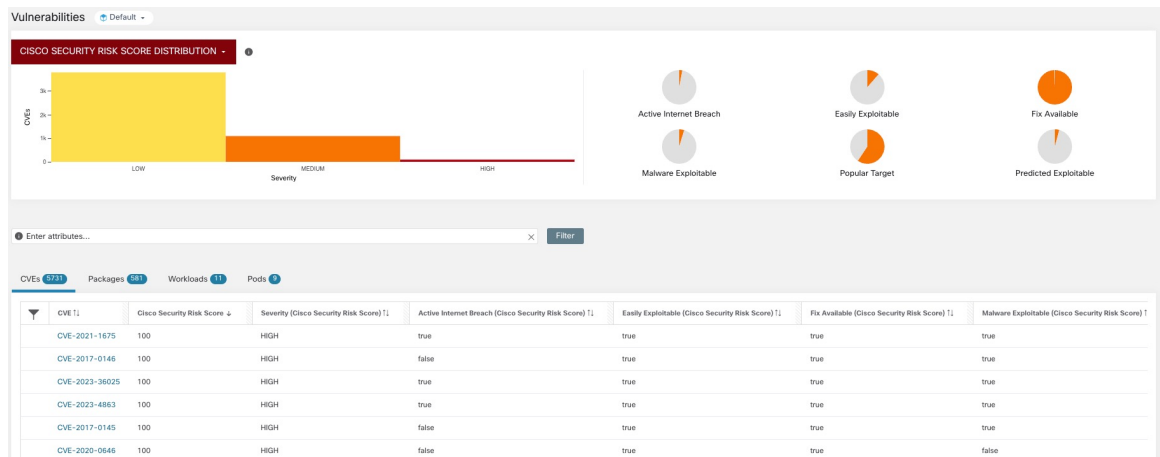 Vulnerabilities Default
CISCO SECURITY RISK SCORE DISTRIBUTION
CVEs
3k
2k
1k
0
LOW MEDIUM HIGH
Severity
Active Internet Breach
Easily Exploitable
Fix Available
Malware Exploitable
Popular Target
Predicted Exploitable
Enter attributes... × Filter
CVEs 5731 Packages 581 Workloads 11 Pods 9
CVE ↑↓ Cisco Security Risk Score ↓ Severity (Cisco Security Risk Score) ↑↓ Active Internet Breach (Cisco Security Risk Score) ↑↓ Easily Exploitable (Cisco Security Risk Score) ↑↓ Fix Available (Cisco Security Risk Score) ↑↓ Malware Exploitable (Cisco Security Risk Score) ↑
CVE-2021-1675 100 HIGH true true true true
CVE-2017-0146 100 HIGH false true true true
CVE-2023-36025 100 HIGH true true true true
CVE-2023-4863 100 HIGH true true true true
CVE-2017-0145 100 HIGH false true true true
CVE-2020-0646 100 HIGH false true true false